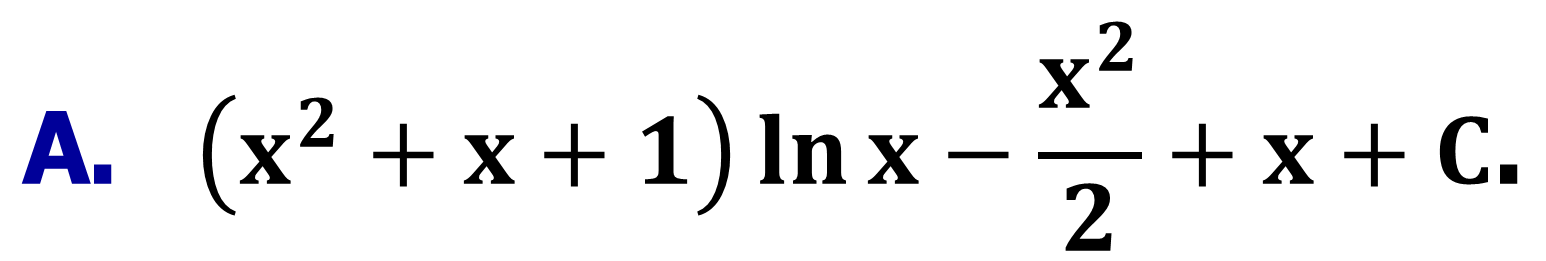 A. (x² + x + 1) ln x − x²/2 + x + C.